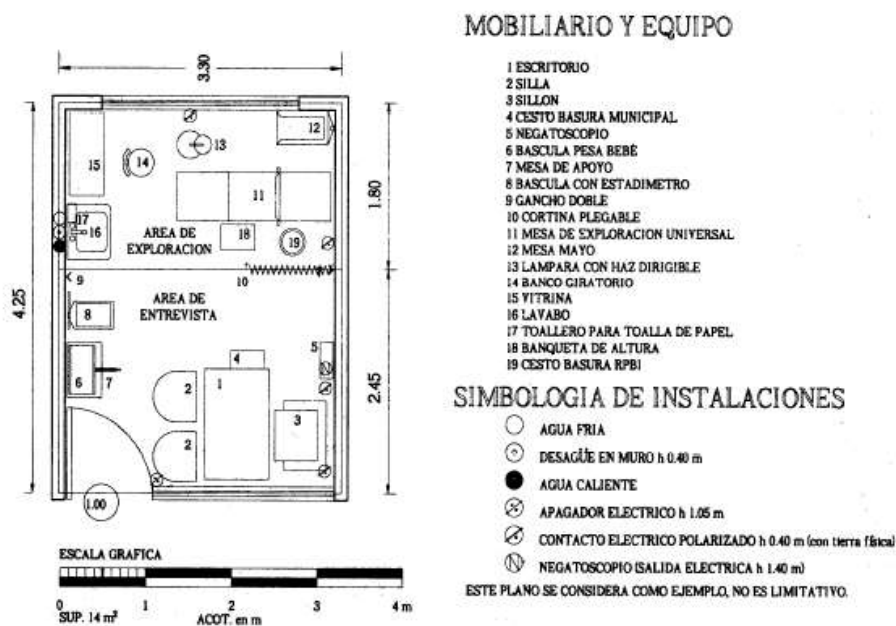 3.30
4.25
1.80
2.45
12
13
14
15
11
17
16
18
19
AREA DE
EXPLORACION
9
10
AREA DE
ENTREVISTA
8
5
4
6
7
2
1
3
2
1.00
ESCALA GRAFICA
0 1 2 3 4 m
SUP. 14 m² ACOT. en m
MOBILIARIO Y EQUIPO
1 ESCRITORIO
2 SILLA
3 SILLON
4 CESTO BASURA MUNICIPAL
5 NEGATOSCOPIO
6 BASCULA PESA BEBÉ
7 MESA DE APOYO
8 BASCULA CON ESTADIMETRO
9 GANCHO DOBLE
10 CORTINA PLEGABLE
11 MESA DE EXPLORACION UNIVERSAL
12 MESA MAYO
13 LAMPARA CON HAZ DIRIGIBLE
14 BANCO GIRATORIO
15 VITRINA
16 LAVABO
17 TOALLERO PARA TOALLA DE PAPEL
18 BANQUETA DE ALTURA
19 CESTO BASURA RPBI
SIMBOLOGIA DE INSTALACIONES
AGUA FRIA
DESAGÜE EN MURO h 0.40 m
AGUA CALIENTE
APAGADOR ELECTRICO h 1.05 m
CONTACTO ELECTRICO POLARIZADO h 0.40 m (con tierra física)
NEGATOSCOPIO (SALIDA ELECTRICA h 1.40 m)
ESTE PLANO SE CONSIDERA COMO EJEMPLO, NO ES LIMITATIVO.